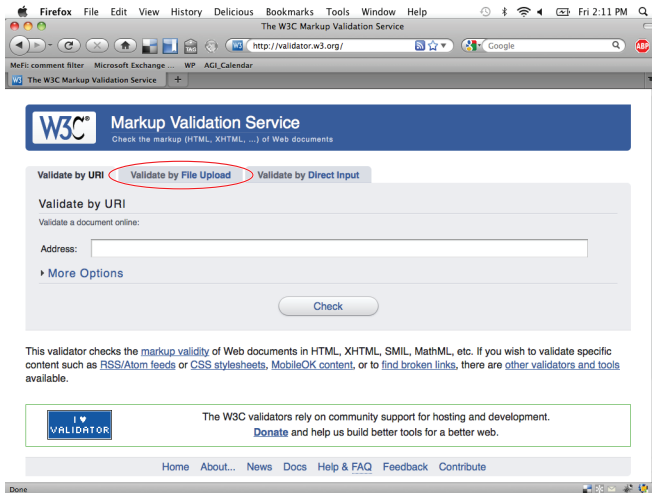 Firefox File Edit View History Delicious Bookmarks Tools Window Help Fri 2:11 PM
The W3C Markup Validation Service
http://validator.w3.org/ Google ABP
MeFi: comment filter Microsoft Exchange ... WP AGI_Calendar
W3 The W3C Markup Validation Service +
W3C® Markup Validation Service
Check the markup (HTML, XHTML, ...) of Web documents
Validate by URI Validate by File Upload Validate by Direct Input
Validate by URI
Validate a document online:
Address:
More Options
Check
This validator checks the markup validity of Web documents in HTML, XHTML, SMIL, MathML, etc. If you wish to validate specific
content such as RSS/Atom feeds or CSS stylesheets, MobileOK content, or to find broken links, there are other validators and tools
available.
I ♥
VALIDATOR
The W3C validators rely on community support for hosting and development.
Donate and help us build better tools for a better web.
Home About... News Docs Help & FAQ Feedback Contribute
Done